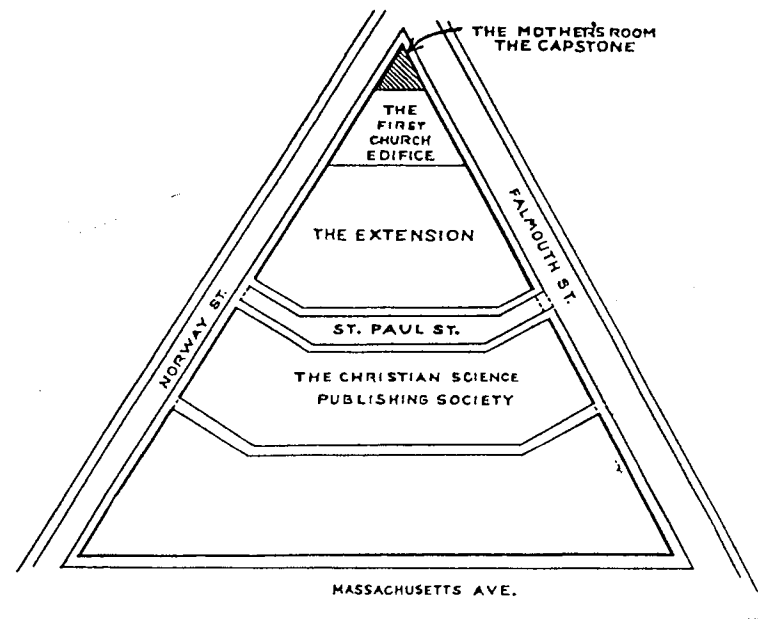 THE MOTHER'S ROOM
THE CAPSTONE
THE
FIRST
CHURCH
EDIFICE
THE EXTENSION
FALMOUTH ST.
NORWAY ST.
ST. PAUL ST.
THE CHRISTIAN SCIENCE
PUBLISHING SOCIETY
MASSACHUSETTS AVE.